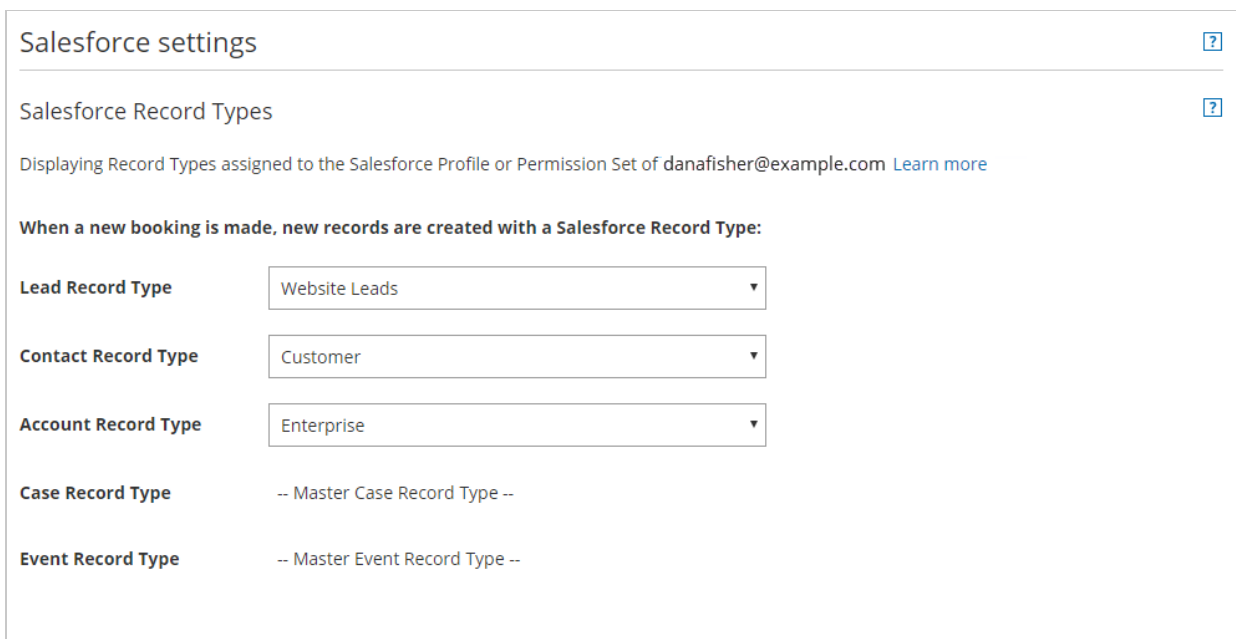 Salesforce settings ?
Salesforce Record Types ?
Displaying Record Types assigned to the Salesforce Profile or Permission Set of danafisher@example.com Learn more
When a new booking is made, new records are created with a Salesforce Record Type:
Lead Record Type Website Leads
Contact Record Type Customer
Account Record Type Enterprise
Case Record Type -- Master Case Record Type --
Event Record Type -- Master Event Record Type --